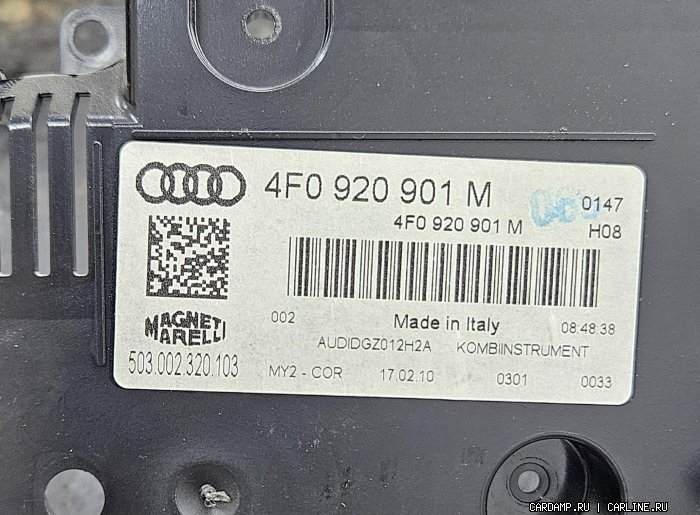 4F0 920 901 M
0147
4F0 920 901 M
H08
002
Made in Italy
08:48:38
MAGNETI
MARELLI
AUDIDGZ012H2A KOMBIINSTRUMENT
503.002.320.103
MY2 - COR 17.02.10 0301 0033
CARDAMP.RU | CARLINE.RU